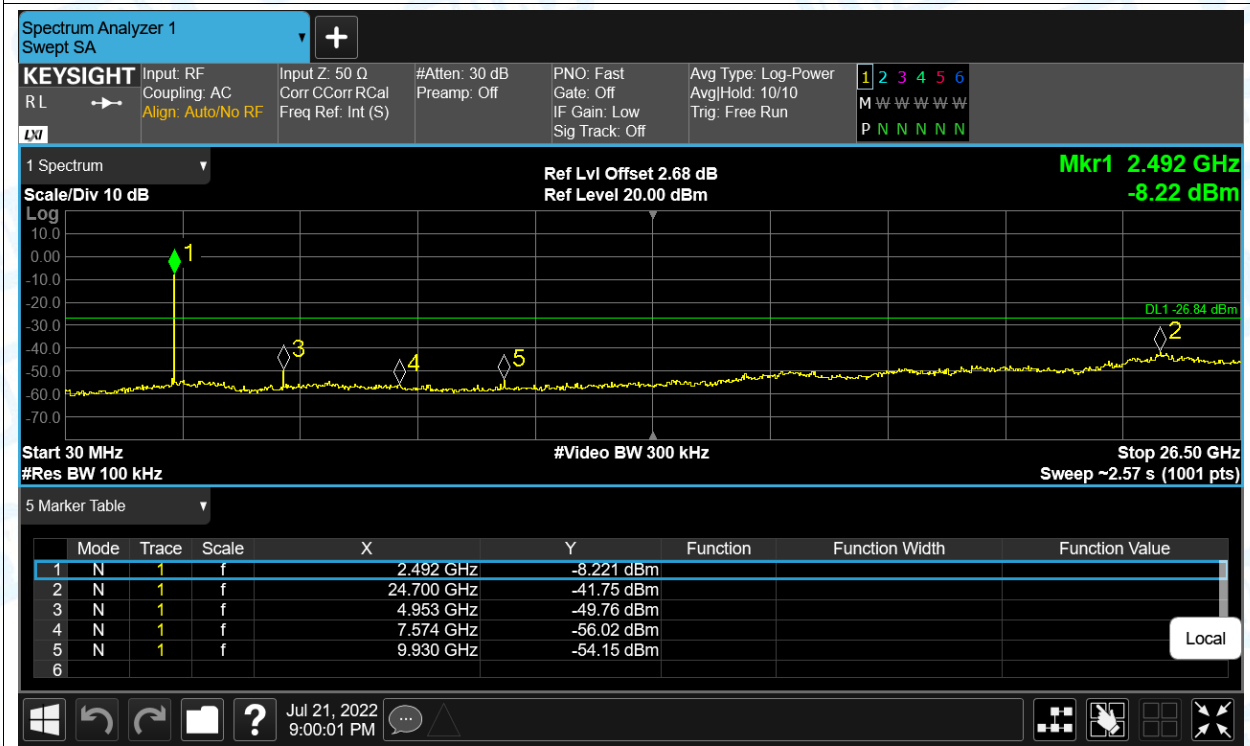 Spectrum Analyzer 1
Swept SA
KEYSIGHT
R L
LXI
Input: RF
Coupling: AC
Align: Auto/No RF
Input Z: 50 Ω
Corr CCorr RCal
Freq Ref: Int (S)
#Atten: 30 dB
Preamp: Off
PNO: Fast
Gate: Off
IF Gain: Low
Sig Track: Off
Avg Type: Log-Power
Avg|Hold: 10/10
Trig: Free Run
1 2 3 4 5 6
M W W W W W
P N N N N N
1 Spectrum
Scale/Div 10 dB
Ref Lvl Offset 2.68 dB
Ref Level 20.00 dBm
Mkr1 2.492 GHz
-8.22 dBm
Log
10.0
0.00
-10.0
-20.0
-30.0
-40.0
-50.0
-60.0
-70.0
1
3
4
5
2
DL1 -26.84 dBm
Start 30 MHz
#Res BW 100 kHz
#Video BW 300 kHz
Stop 26.50 GHz
Sweep ~2.57 s (1001 pts)
5 Marker Table
Mode Trace Scale X Y Function Function Width Function Value
1 N 1 f 2.492 GHz -8.221 dBm
2 N 1 f 24.700 GHz -41.75 dBm
3 N 1 f 4.953 GHz -49.76 dBm
4 N 1 f 7.574 GHz -56.02 dBm
5 N 1 f 9.930 GHz -54.15 dBm
6
Local
?
Jul 21, 2022
9:00:01 PM